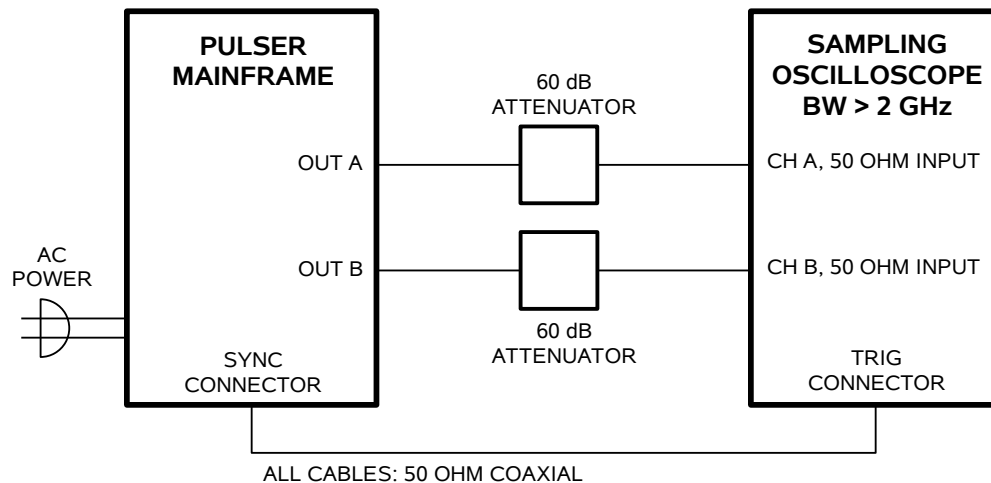 PULSER
MAINFRAME
SAMPLING
OSCILLOSCOPE
BW > 2 GHz
60 dB
ATTENUATOR
OUT A
CH A, 50 OHM INPUT
AC
POWER
OUT B
CH B, 50 OHM INPUT
60 dB
ATTENUATOR
SYNC
CONNECTOR
TRIG
CONNECTOR
ALL CABLES: 50 OHM COAXIAL